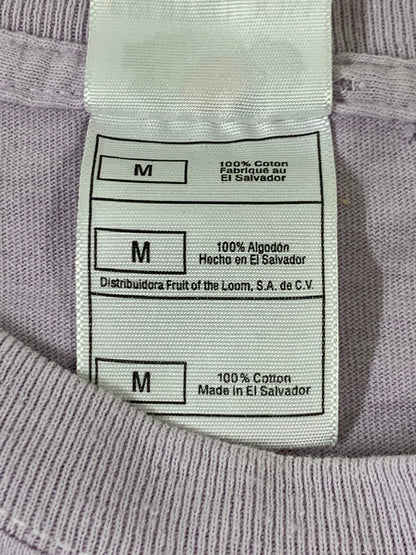 M
100% Coton
Fabriqué au
El Salvador
M
100% Algodón
Hecho en El Salvador
Distribuidora Fruit of the Loom, S.A. de C.V.
M
100% Cotton
Made in El Salvador